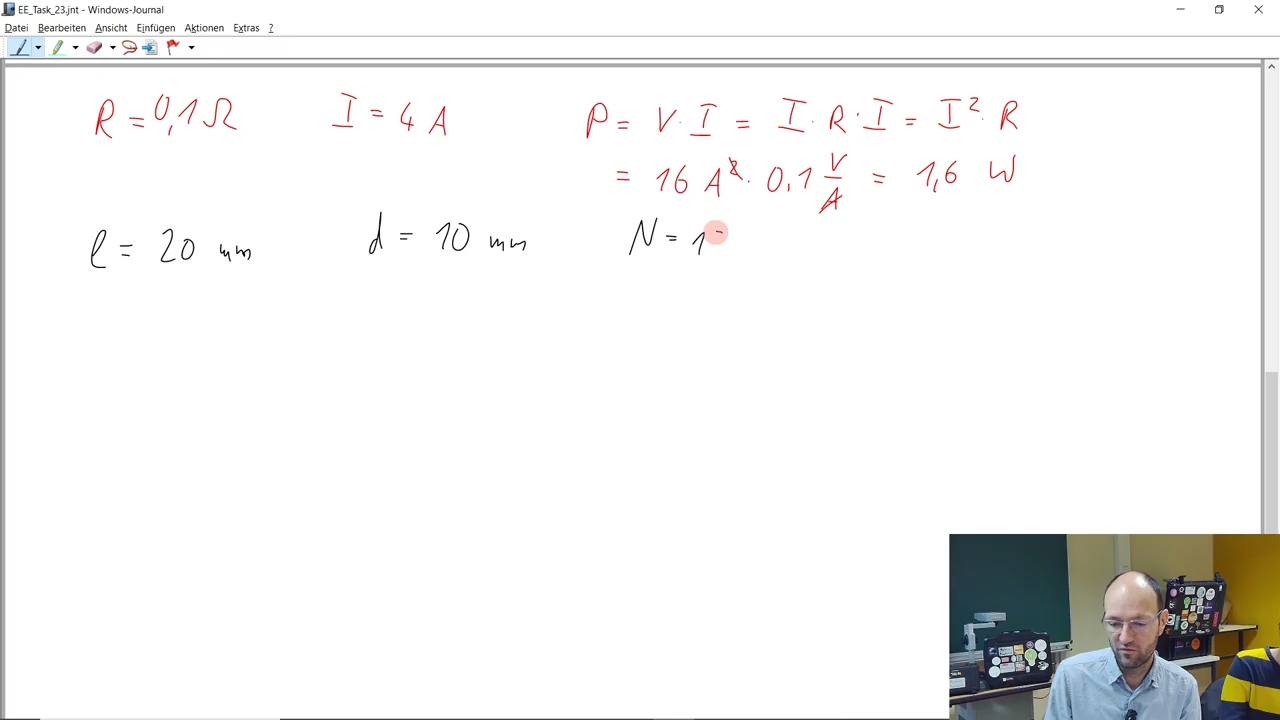 EE_Task_23.jnt - Windows-Journal
Datei Bearbeiten Ansicht Einfügen Aktionen Extras ?
R = 0,1 Ω I = 4 A P = V · I = I · R · I = I² · R
= 16 A² · 0,1 V/A = 1,6 W
l = 20 mm d = 10 mm N = 1